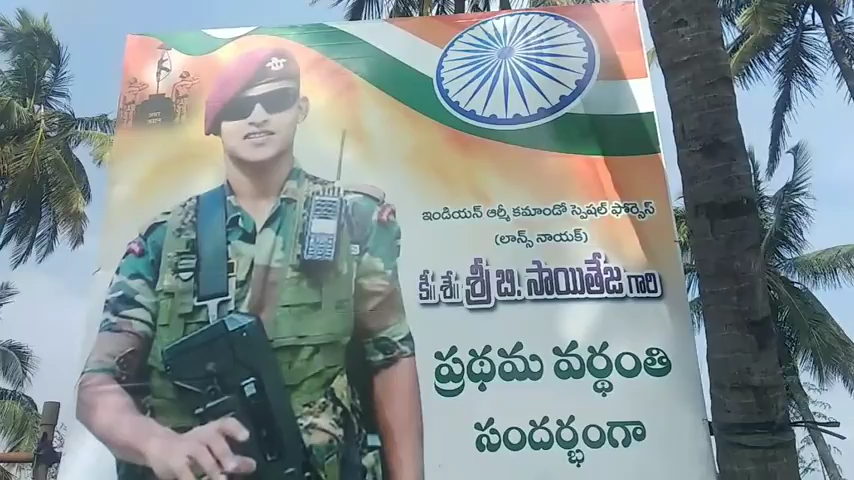 ఇండియన్ ఆర్మీ కమాండో స్పెషల్ ఫోర్సెస్
(లాన్స్ నాయక్)
కీ॥శే॥ శ్రీ బి. సాయితేజ గారి
ప్రథమ వర్థంతి
సందర్భంగా